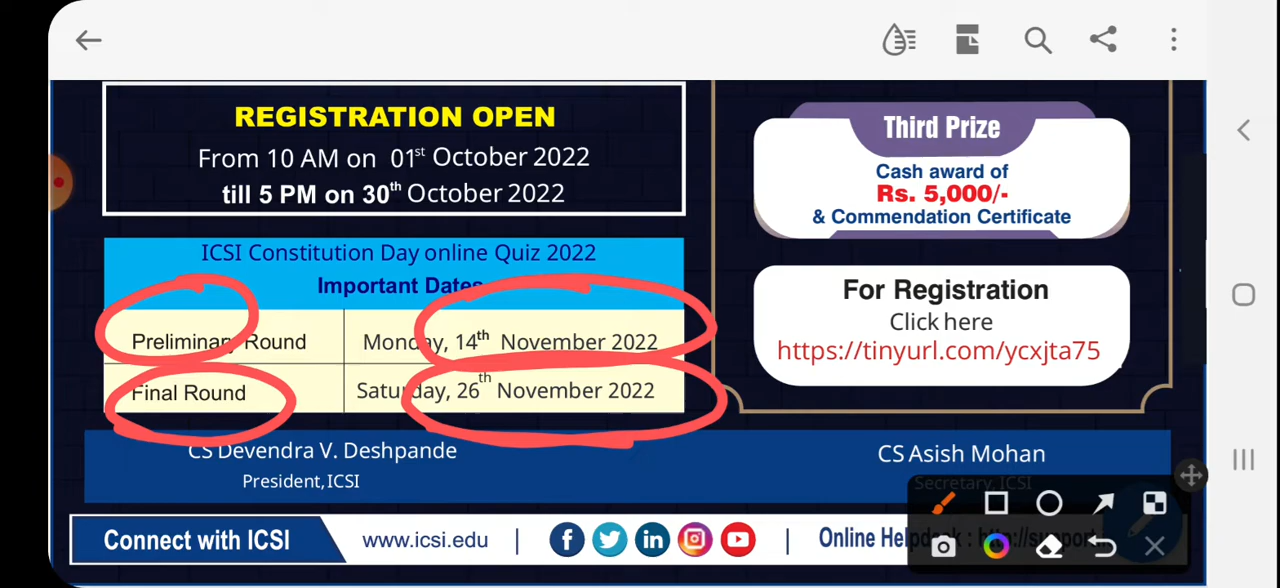 REGISTRATION OPEN
From 10 AM on 01st October 2022
till 5 PM on 30th October 2022
ICSI Constitution Day online Quiz 2022
Important Dates
Preliminary Round Monday, 14th November 2022
Final Round Saturday, 26th November 2022
Third Prize
Cash award of
Rs. 5,000/-
& Commendation Certificate
For Registration
Click here
https://tinyurl.com/ycxjta75
CS Devendra V. Deshpande
President, ICSI
CS Asish Mohan
Secretary, ICSI
Connect with ICSI www.icsi.edu | | Online Helpdesk : http://support